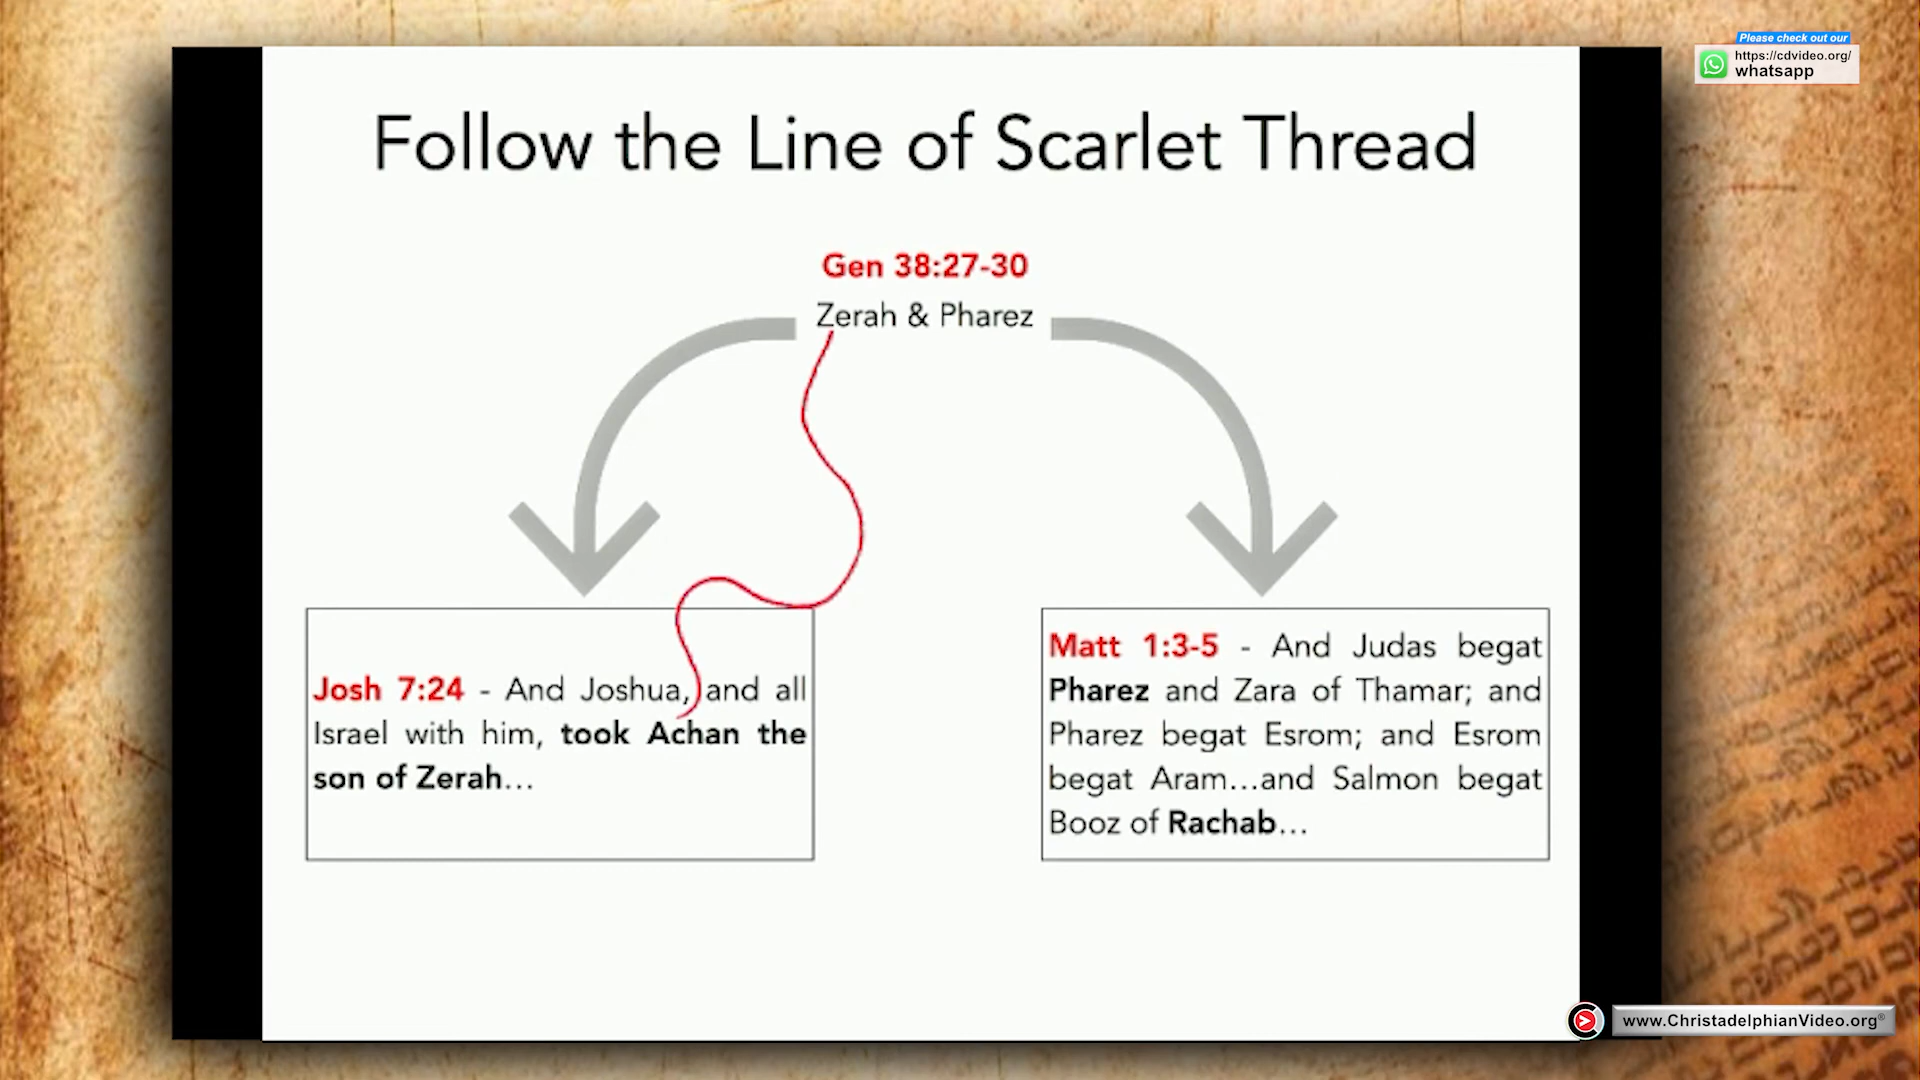 Please check out our
https://cdvideo.org/
whatsapp
Follow the Line of Scarlet Thread
Gen 38:27-30
Zerah & Pharez
Josh 7:24 - And Joshua, and all
Israel with him, took Achan the
son of Zerah...
Matt 1:3-5 - And Judas begat
Pharez and Zara of Thamar; and
Pharez begat Esrom; and Esrom
begat Aram...and Salmon begat
Booz of Rachab...
www.ChristadelphianVideo.org®